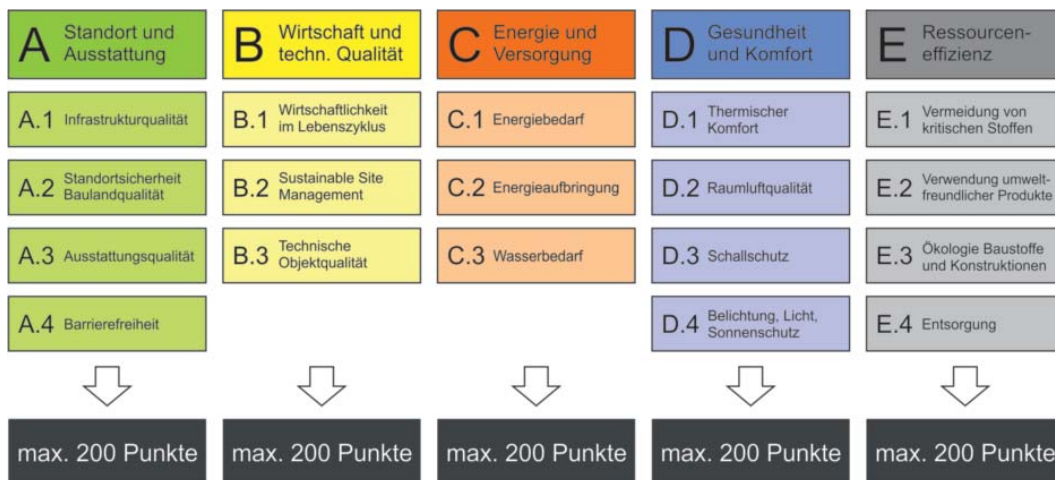 A Standort und
Ausstattung
A.1 Infrastrukturqualität
A.2 Standortsicherheit
Baulandqualität
A.3 Ausstattungsqualität
A.4 Barrierefreiheit
max. 200 Punkte
B Wirtschaft und
techn. Qualität
B.1 Wirtschaftlichkeit
im Lebenszyklus
B.2 Sustainable Site
Management
B.3 Technische
Objektqualität
max. 200 Punkte
C Energie und
Versorgung
C.1 Energiebedarf
C.2 Energieaufbringung
C.3 Wasserbedarf
max. 200 Punkte
D Gesundheit
und Komfort
D.1 Thermischer
Komfort
D.2 Raumluftqualität
D.3 Schallschutz
D.4 Belichtung, Licht,
Sonnenschutz
max. 200 Punkte
E Ressourcen-
effizienz
E.1 Vermeidung von
kritischen Stoffen
E.2 Verwendung umwelt-
freundlicher Produkte
E.3 Ökologie Baustoffe
und Konstruktionen
E.4 Entsorgung
max. 200 Punkte